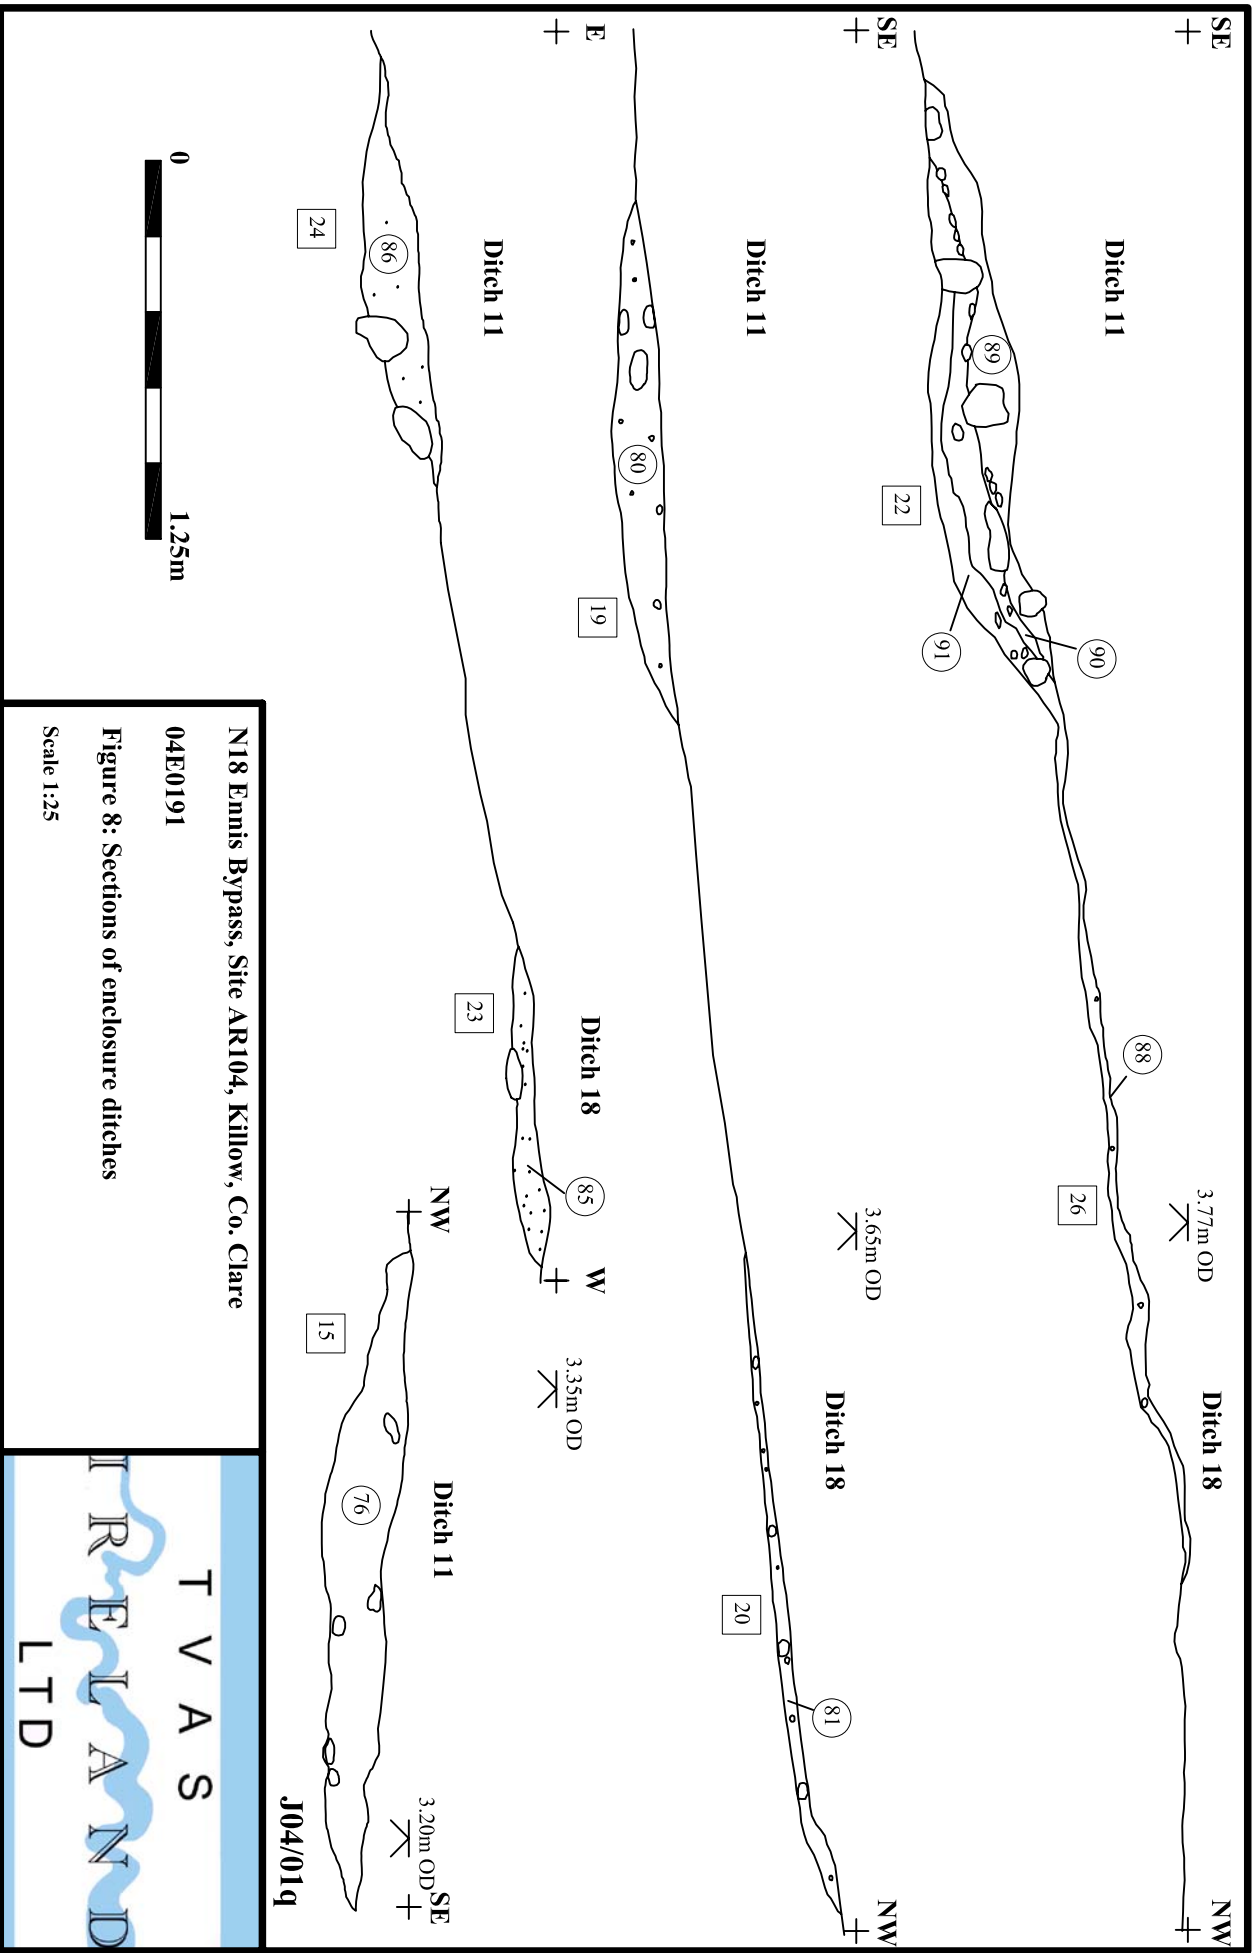 SE
NW
3.77m OD
Ditch 11
Ditch 18
89
90
88
22
91
26
SE
NW
3.65m OD
Ditch 11
Ditch 18
80
81
19
20
E
W
3.35m OD
Ditch 11
Ditch 18
86
85
24
23
NW
SE
3.20m OD
Ditch 11
76
15
0
1.25m
J04/01q
N18 Ennis Bypass, Site AR104, Killow, Co. Clare
04E0191
Figure 8: Sections of enclosure ditches
Scale 1:25
T V A S
I R E L A N D
L T D